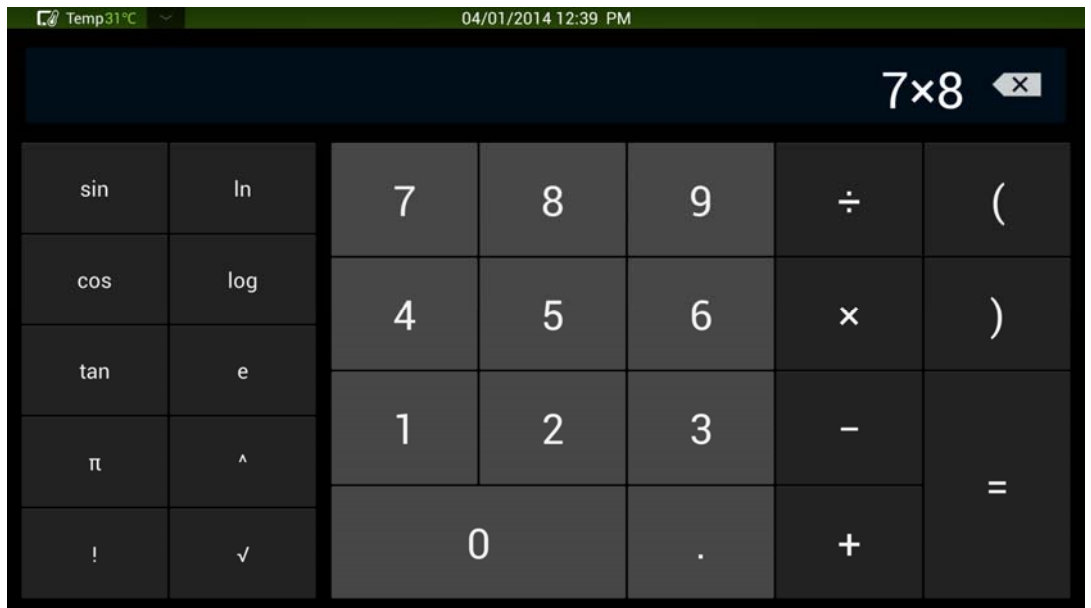 Temp31°C 04/01/2014 12:39 PM
7×8
sin ln 7 8 9 ÷ (
cos log 4 5 6 × )
tan e 1 2 3 −
π ^ =
! √ 0 . +